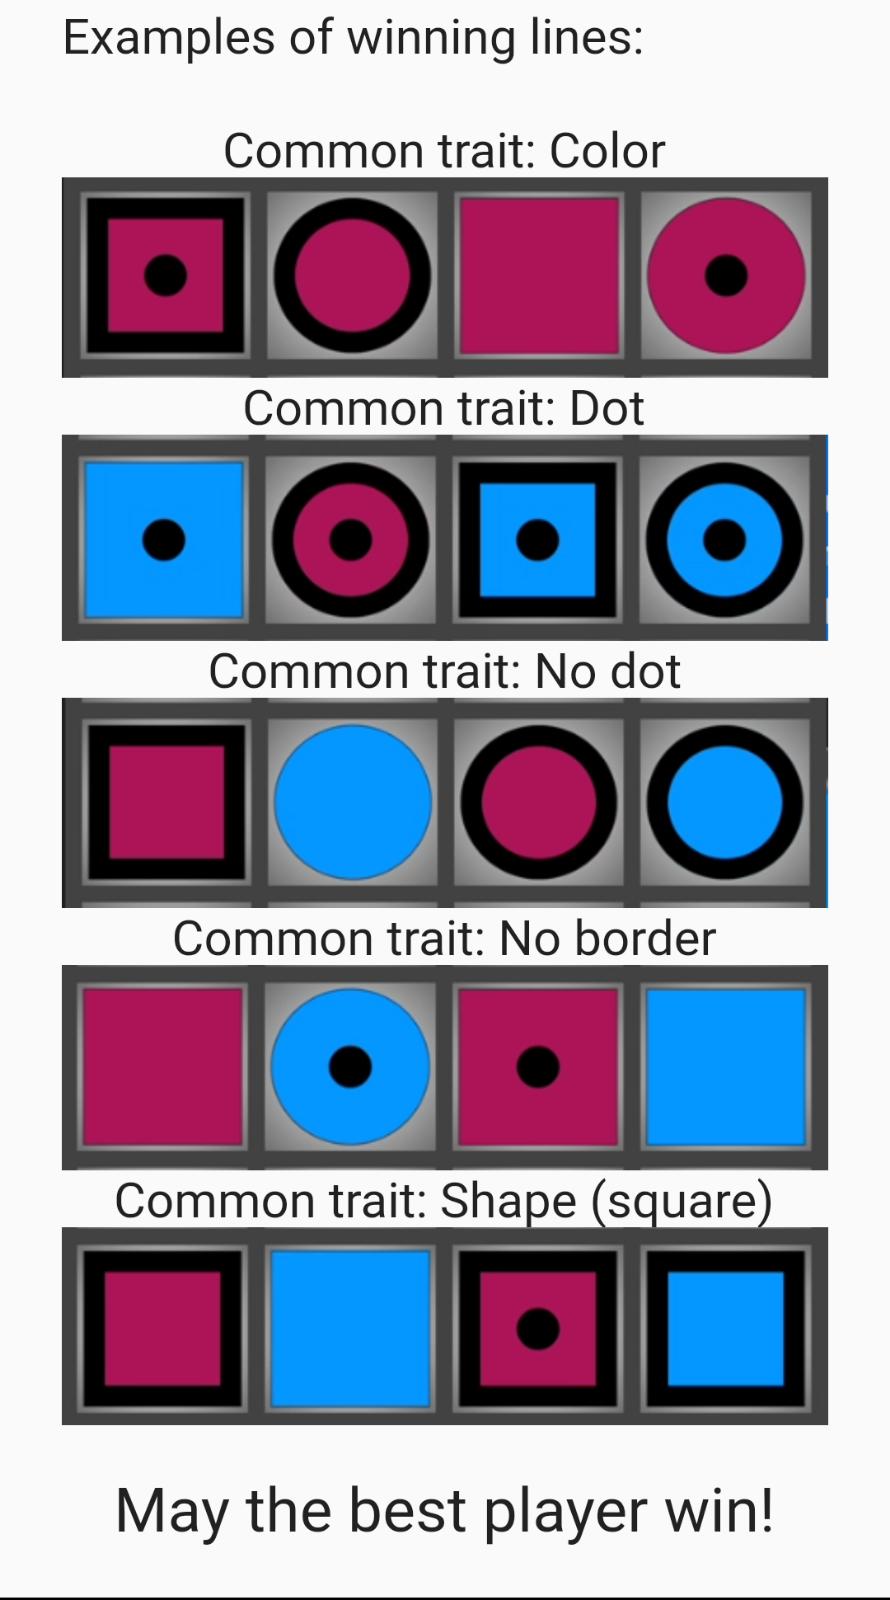 Examples of winning lines:
Common trait: Color
Common trait: Dot
Common trait: No dot
Common trait: No border
Common trait: Shape (square)
May the best player win!